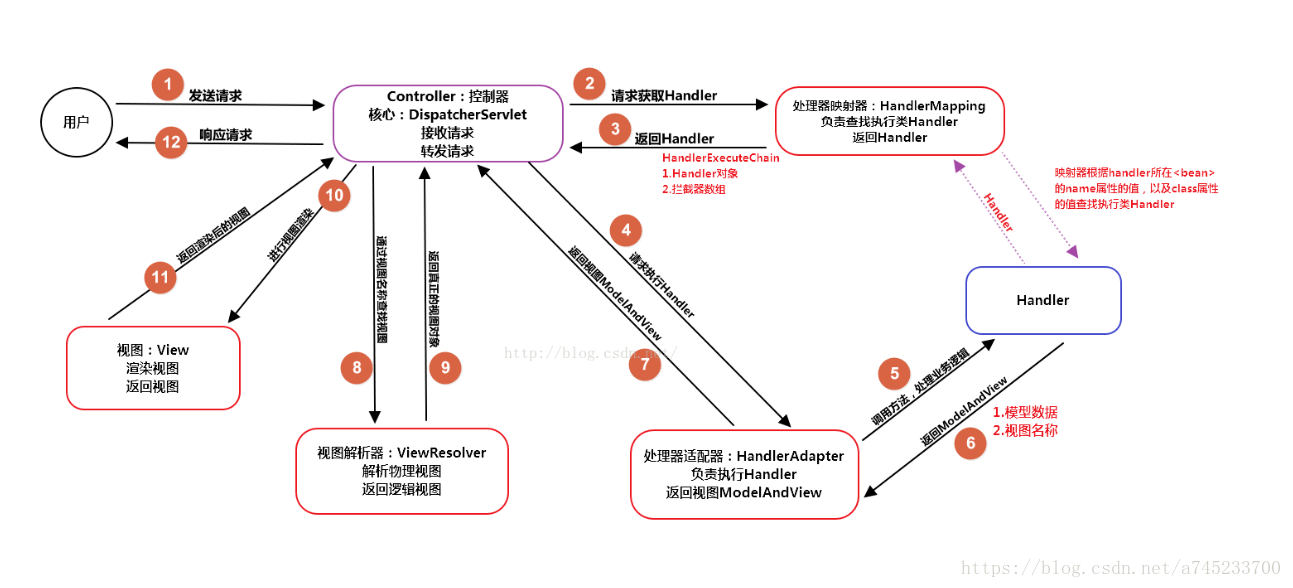 1
发送请求
用户
响应请求
12
Controller：控制器
核心：DispatcherServlet
接收请求
转发请求
2
请求获取Handler
3
返回Handler
HandlerExecuteChain
1.Handler对象
2.拦截器数组
处理器映射器：HandlerMapping
负责查找执行类Handler
返回Handler
映射器根据handler所在<bean>
的name属性的值，以及class属性
的值查找执行类Handler
Handler
Handler
4
请求执行Handler
5
调用方法，处理业务逻辑
返回ModelAndView
6
1.模型数据
2.视图名称
处理器适配器：HandlerAdapter
负责执行Handler
返回视图ModelAndView
返回视图ModelAndView
7
通过视图名称查找视图
8
返回真正的视图对象
9
视图解析器：ViewResolver
解析物理视图
返回逻辑视图
10
进行视图渲染
返回渲染后的视图
11
视图：View
渲染视图
返回视图
http://blog.csdn.net/
https://blog.csdn.net/a745233700